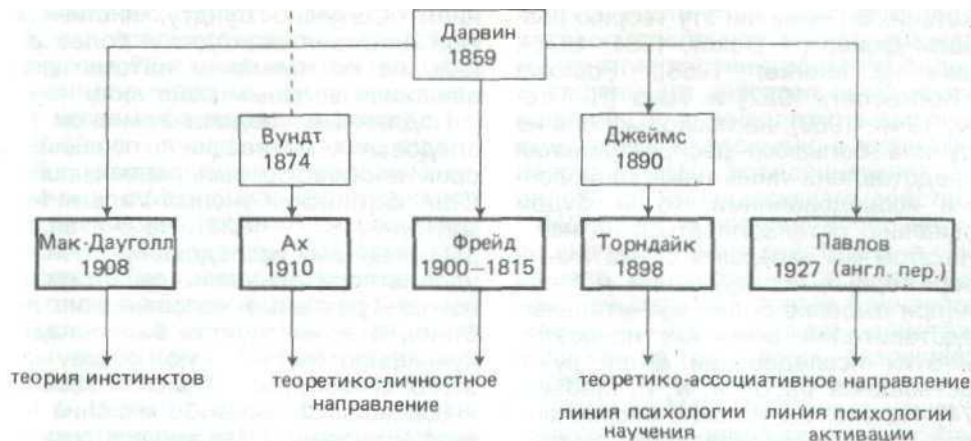 Дарвин
1859
Вундт
1874
Джеймс
1890
Мак-Дауголл
1908
Ах
1910
Фрейд
1900—1815
Торндайк
1898
Павлов
1927 (англ. пер.)
теория инстинктов
теоретико-личностное
направление
теоретико-ассоциативное направление
линия психологии
научения
линия психологии
активации